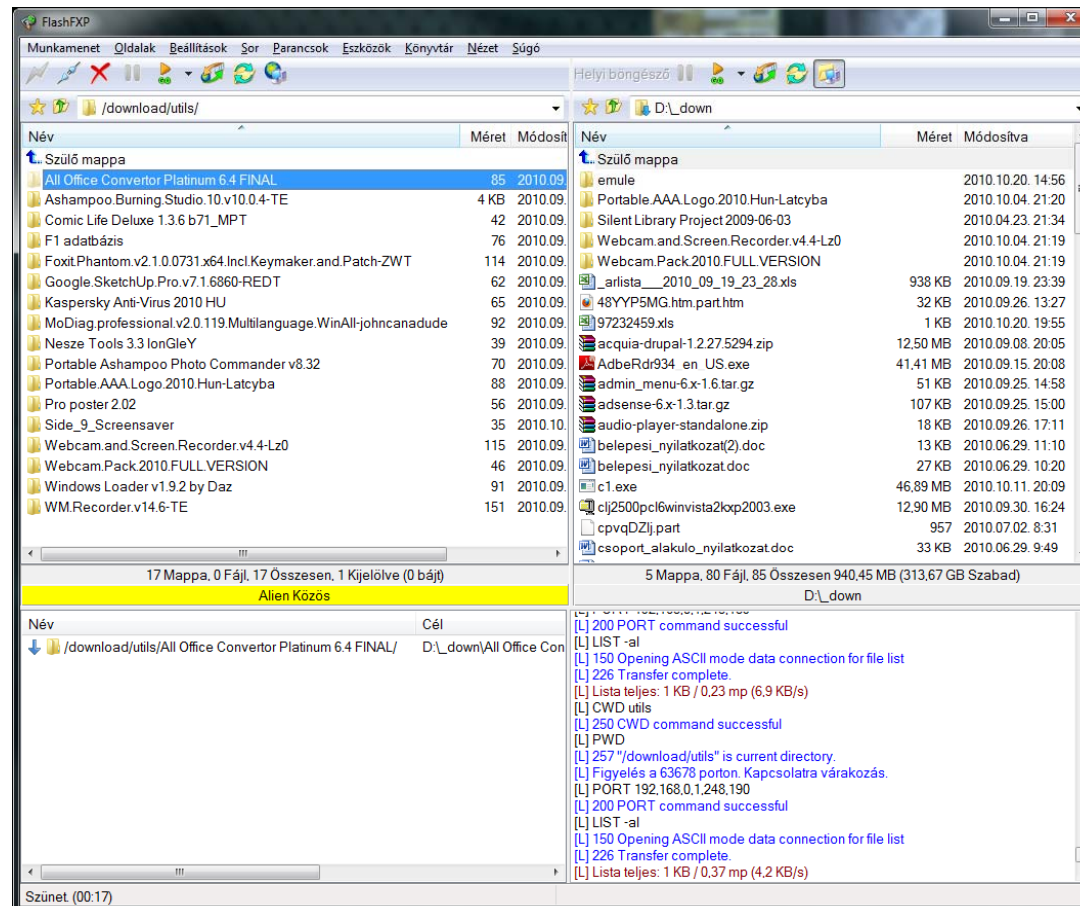 FlashFXP
Munkamenet Oldalak Beállítások Sor Parancsok Eszközök Könyvtár Nézet Súgó
Helyi böngésző
/download/utils/
Név Méret Módosít
Szülő mappa
All Office Convertor Platinum 6.4 FINAL 85 2010.09.
Ashampoo.Burning.Studio.10.v10.0.4-TE 4 KB 2010.09.
Comic Life Deluxe 1.3.6 b71_MPT 42 2010.09.
F1 adatbázis 76 2010.09.
Foxit.Phantom.v2.1.0.0731.x64.Incl.Keymaker.and.Patch-ZWT 114 2010.09.
Google.SketchUp.Pro.v7.1.6860-REDT 62 2010.09.
Kaspersky Anti-Virus 2010 HU 65 2010.09.
MoDiag.professional.v2.0.119.Multilanguage.WinAll-johncanadude 92 2010.09.
Nesze Tools 3.3 lonGleY 39 2010.09.
Portable Ashampoo Photo Commander v8.32 70 2010.09.
Portable.AAA.Logo.2010.Hun-Latcyba 88 2010.09.
Pro poster 2.02 56 2010.09.
Side_9_Screensaver 35 2010.10.
Webcam.and.Screen.Recorder.v4.4-Lz0 115 2010.09.
Webcam.Pack.2010.FULL.VERSION 46 2010.09.
Windows Loader v1.9.2 by Daz 91 2010.09.
WM.Recorder.v14.6-TE 151 2010.09.
17 Mappa, 0 Fájl, 17 Összesen, 1 Kijelölve (0 bájt)
Alien Közös
D:\_down
Név Méret Módosítva
Szülő mappa
emule 2010.10.20. 14:56
Portable.AAA.Logo.2010.Hun-Latcyba 2010.10.04. 21:20
Silent Library Project 2009-06-03 2010.04.23. 21:34
Webcam.and.Screen.Recorder.v4.4-Lz0 2010.10.04. 21:19
Webcam.Pack.2010.FULL.VERSION 2010.10.04. 21:19
_arlista___2010_09_19_23_28.xls 938 KB 2010.09.19. 23:39
48YYP5MG.htm.part.htm 32 KB 2010.09.26. 13:27
97232459.xls 1 KB 2010.10.20. 19:55
acquia-drupal-1.2.27.5294.zip 12,50 MB 2010.09.08. 20:05
AdbeRdr934_en_US.exe 41,41 MB 2010.09.15. 20:08
admin_menu-6.x-1.6.tar.gz 51 KB 2010.09.25. 14:58
adsense-6.x-1.3.tar.gz 107 KB 2010.09.25. 15:00
audio-player-standalone.zip 18 KB 2010.09.26. 17:11
belepesi_nyilatkozat(2).doc 13 KB 2010.06.29. 11:10
belepesi_nyilatkozat.doc 27 KB 2010.06.29. 10:20
c1.exe 46,89 MB 2010.10.11. 20:09
clj2500pcl6winvista2kxp2003.exe 12,90 MB 2010.09.30. 16:24
cpvqDZlj.part 957 2010.07.02. 8:31
csoport_alakulo_nyilatkozat.doc 33 KB 2010.06.29. 9:49
5 Mappa, 80 Fájl, 85 Összesen 940,45 MB (313,67 GB Szabad)
D:\_down
Név Cél
/download/utils/All Office Convertor Platinum 6.4 FINAL/ D:\_down\All Office Con
[L] 200 PORT command successful
[L] LIST -al
[L] 150 Opening ASCII mode data connection for file list
[L] 226 Transfer complete.
[L] Lista teljes: 1 KB / 0,23 mp (6,9 KB/s)
[L] CWD utils
[L] 250 CWD command successful
[L] PWD
[L] 257 "/download/utils" is current directory.
[L] Figyelés a 63678 porton. Kapcsolatra várakozás.
[L] PORT 192,168,0,1,248,190
[L] 200 PORT command successful
[L] LIST -al
[L] 150 Opening ASCII mode data connection for file list
[L] 226 Transfer complete.
[L] Lista teljes: 1 KB / 0,37 mp (4,2 KB/s)
Szünet. (00:17)